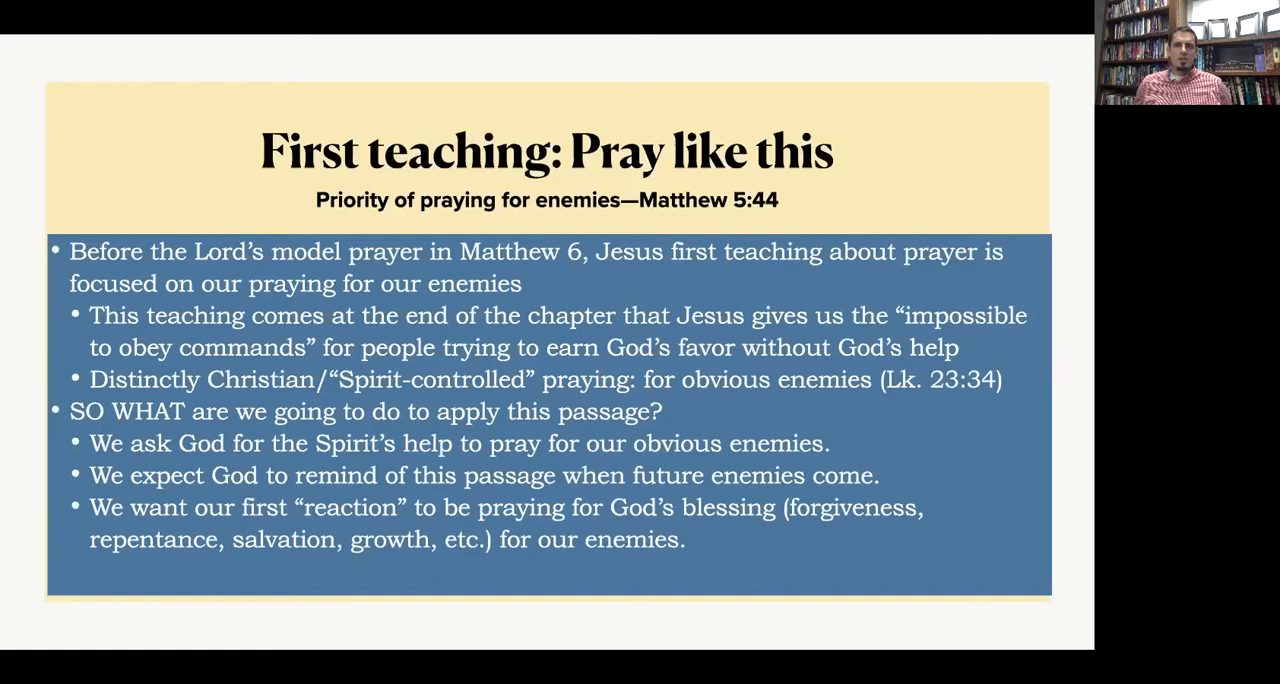 First teaching: Pray like this
Priority of praying for enemies—Matthew 5:44
• Before the Lord’s model prayer in Matthew 6, Jesus first teaching about prayer is
focused on our praying for our enemies
• This teaching comes at the end of the chapter that Jesus gives us the “impossible
to obey commands” for people trying to earn God’s favor without God’s help
• Distinctly Christian/“Spirit-controlled” praying: for obvious enemies (Lk. 23:34)
• SO WHAT are we going to do to apply this passage?
• We ask God for the Spirit’s help to pray for our obvious enemies.
• We expect God to remind of this passage when future enemies come.
• We want our first “reaction” to be praying for God’s blessing (forgiveness,
repentance, salvation, growth, etc.) for our enemies.